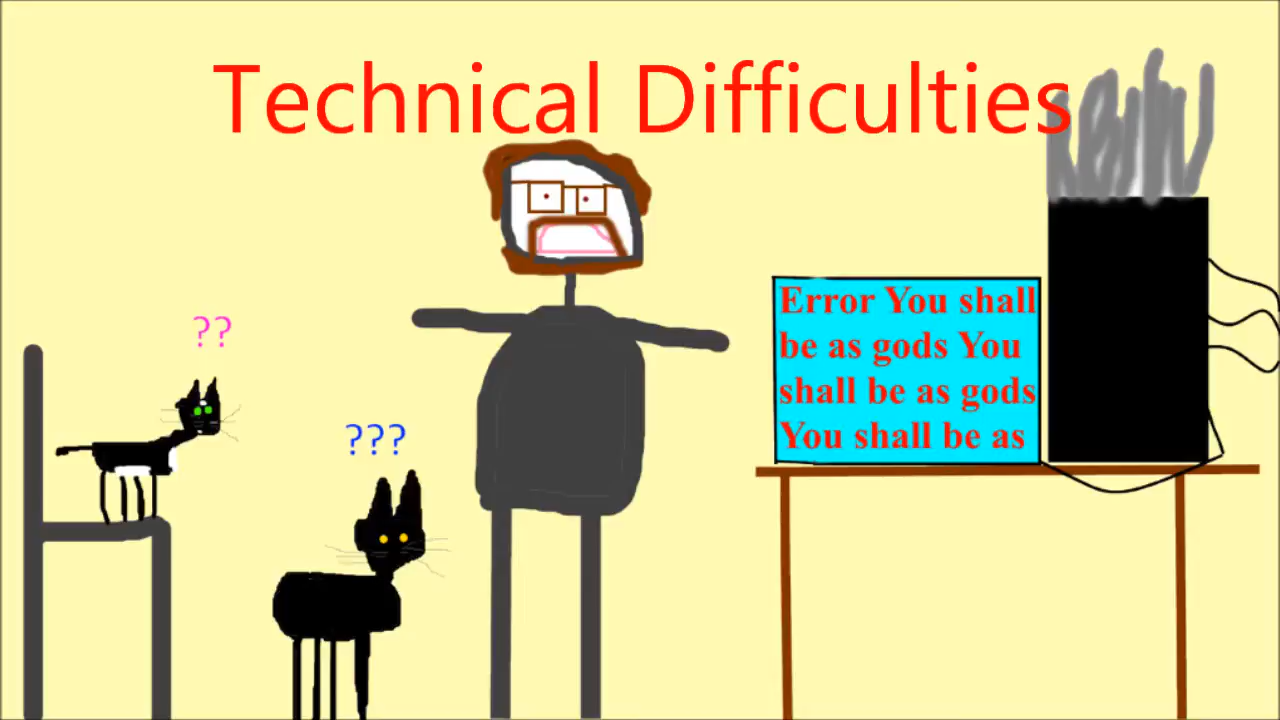 Technical Difficulties
??
???
Error You shall
be as gods You
shall be as gods
You shall be as